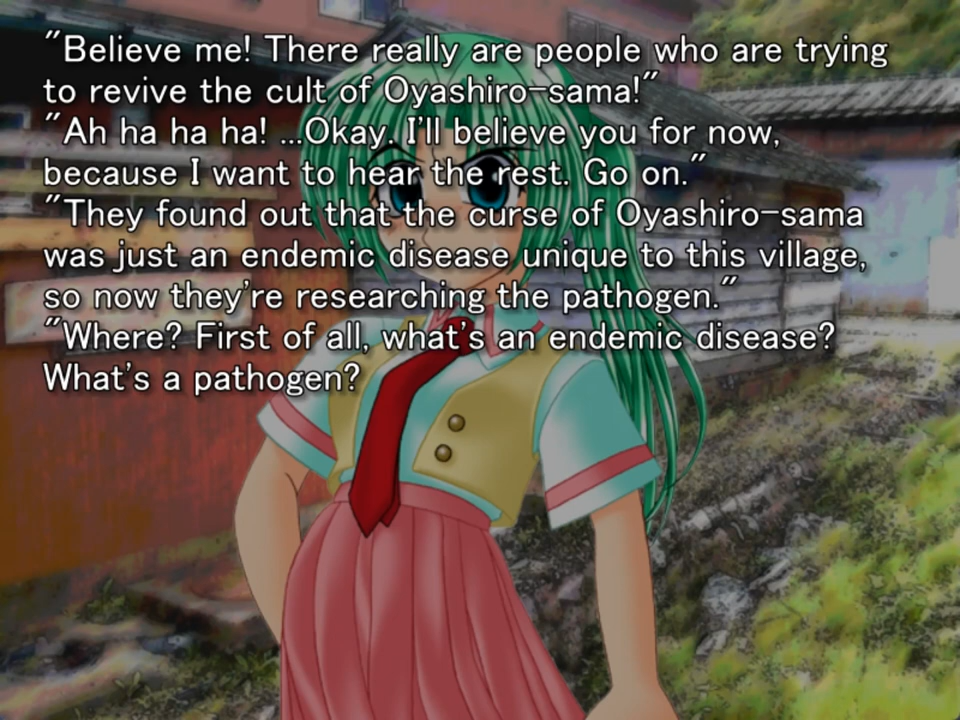 "Believe me! There really are people who are trying
to revive the cult of Oyashiro-sama!"
"Ah ha ha ha! ...Okay, I'll believe you for now,
because I want to hear the rest. Go on."
"They found out that the curse of Oyashiro-sama
was just an endemic disease unique to this village,
so now they're researching the pathogen."
"Where? First of all, what's an endemic disease?
What's a pathogen?